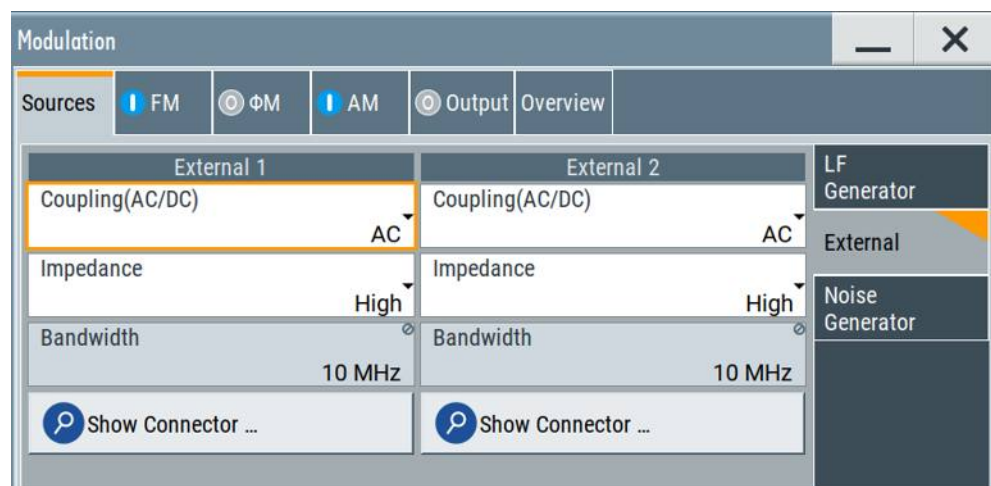 Modulation
Sources FM ΦM AM Output Overview
External 1 External 2
Coupling(AC/DC) Coupling(AC/DC)
AC AC
Impedance Impedance
High High
Bandwidth Bandwidth
10 MHz 10 MHz
Show Connector ... Show Connector ...
LF
Generator
External
Noise
Generator